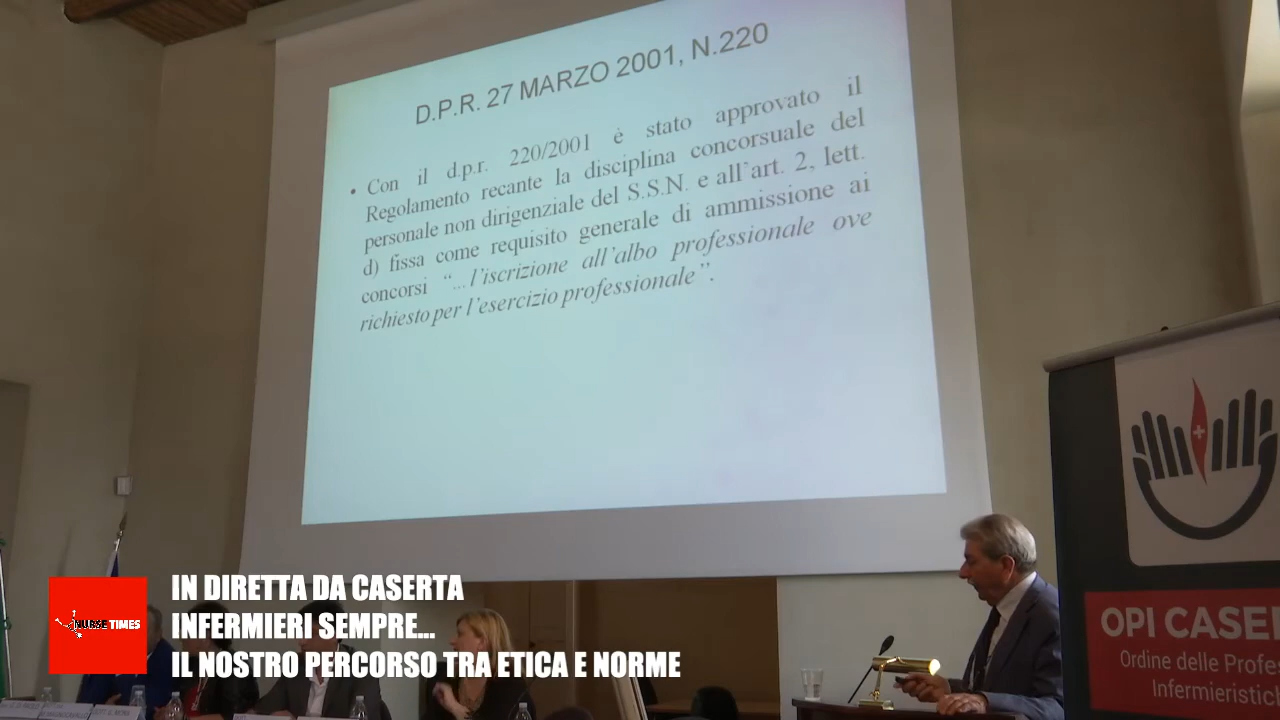 D.P.R. 27 MARZO 2001, N.220
• Con il d.p.r. 220/2001 è stato approvato il
Regolamento recante la disciplina concorsuale del
personale non dirigenziale del S.S.N. e all'art. 2, lett.
d) fissa come requisito generale di ammissione ai
concorsi “... l'iscrizione all'albo professionale ove
richiesto per l'esercizio professionale”.
OPI CASE
Ordine delle Profe
Infermieristic
NURSE TIMES
IN DIRETTA DA CASERTA
INFERMIERI SEMPRE...
IL NOSTRO PERCORSO TRA ETICA E NORME